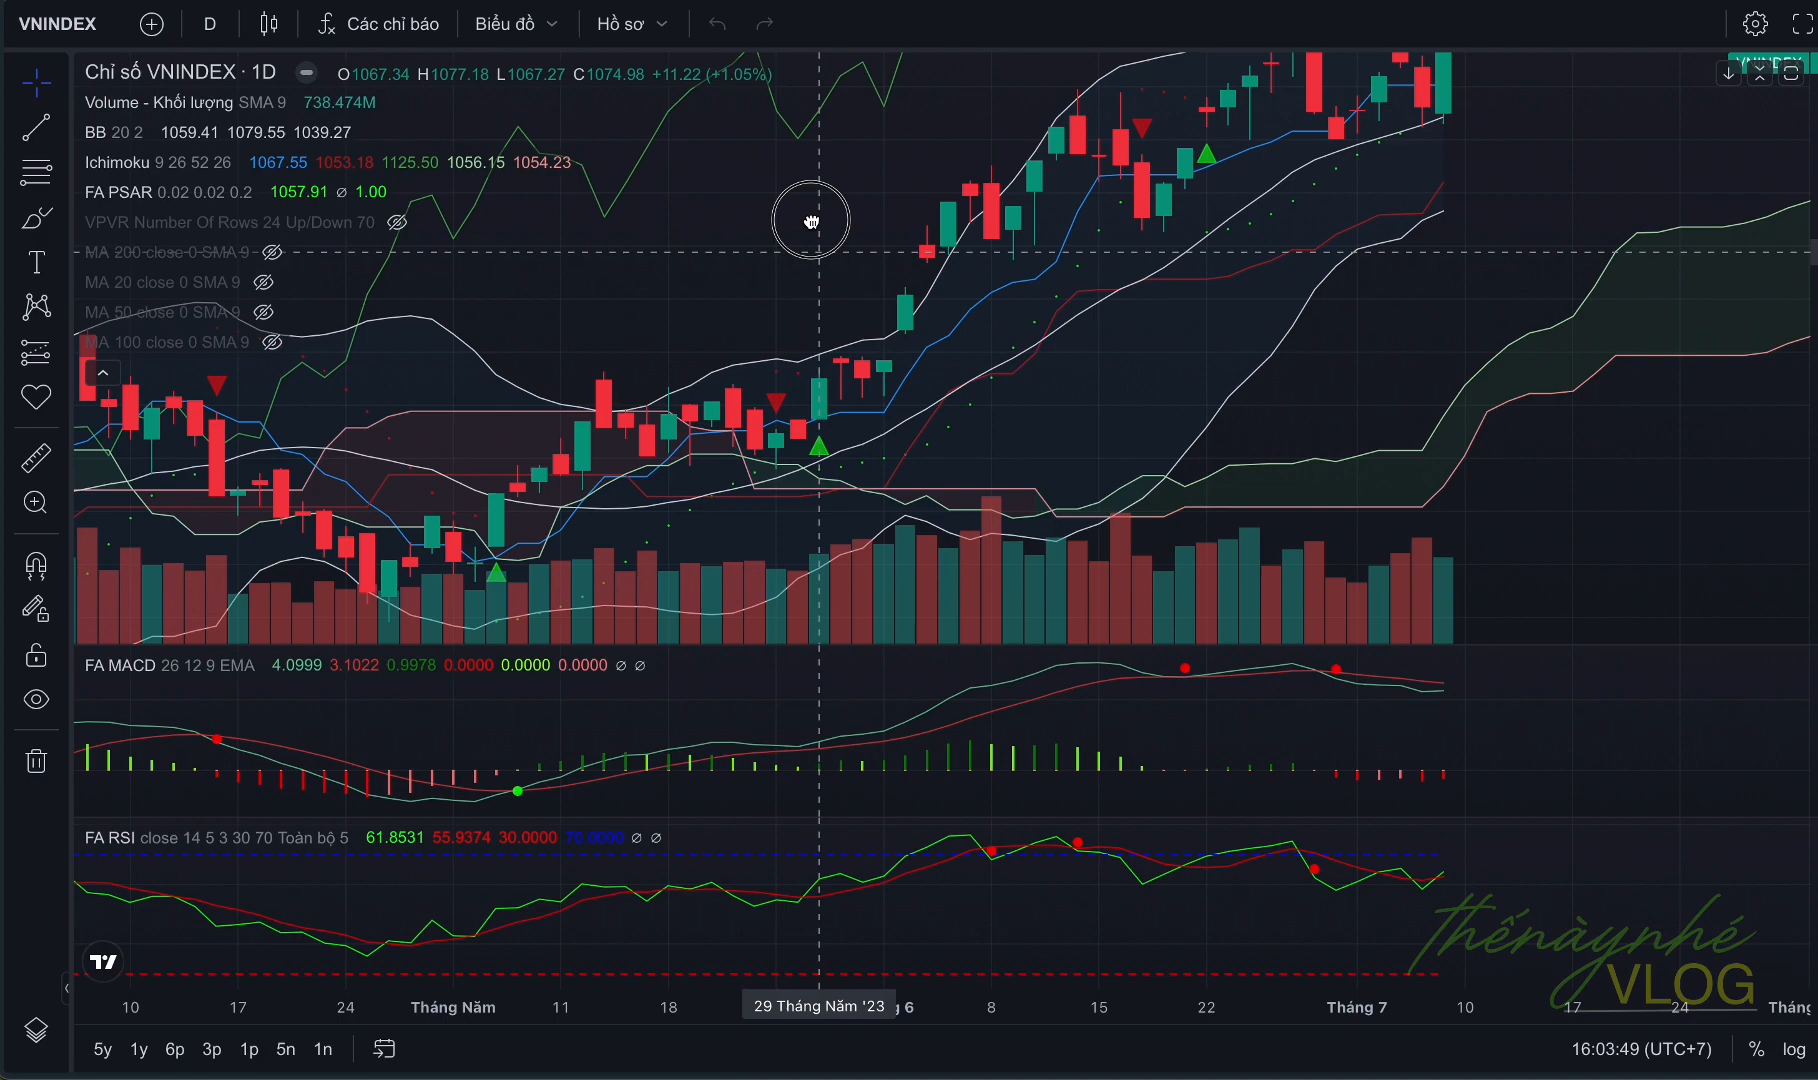 VNINDEX D Các chỉ báo Biểu đồ Hồ sơ
VNINDEX
Chỉ số VNINDEX · 1D O1067.34 H1077.18 L1067.27 C1074.98 +11.22 (+1.05%)
Volume - Khối lượng SMA 9 738.474M
BB 20 2 1059.41 1079.55 1039.27
Ichimoku 9 26 52 26 1067.55 1053.18 1125.50 1056.15 1054.23
FA PSAR 0.02 0.02 0.2 1057.91 ∅ 1.00
VPVR Number Of Rows 24 Up/Down 70
MA 200 close 0 SMA 9
MA 20 close 0 SMA 9
MA 50 close 0 SMA 9
MA 100 close 0 SMA 9
FA MACD 26 12 9 EMA 4.0999 3.1022 0.9978 0.0000 0.0000 0.0000 ∅ ∅
FA RSI close 14 5 3 30 70 Toàn bộ 5 61.8531 55.9374 30.0000 70.0000 ∅ ∅
thếnàynhé
VLOG
10 17 24 Tháng Năm 11 18 29 Tháng Năm '23 6 8 15 22 Tháng 7 10 17 24 Tháng
5y 1y 6p 3p 1p 5n 1n 16:03:49 (UTC+7) % log